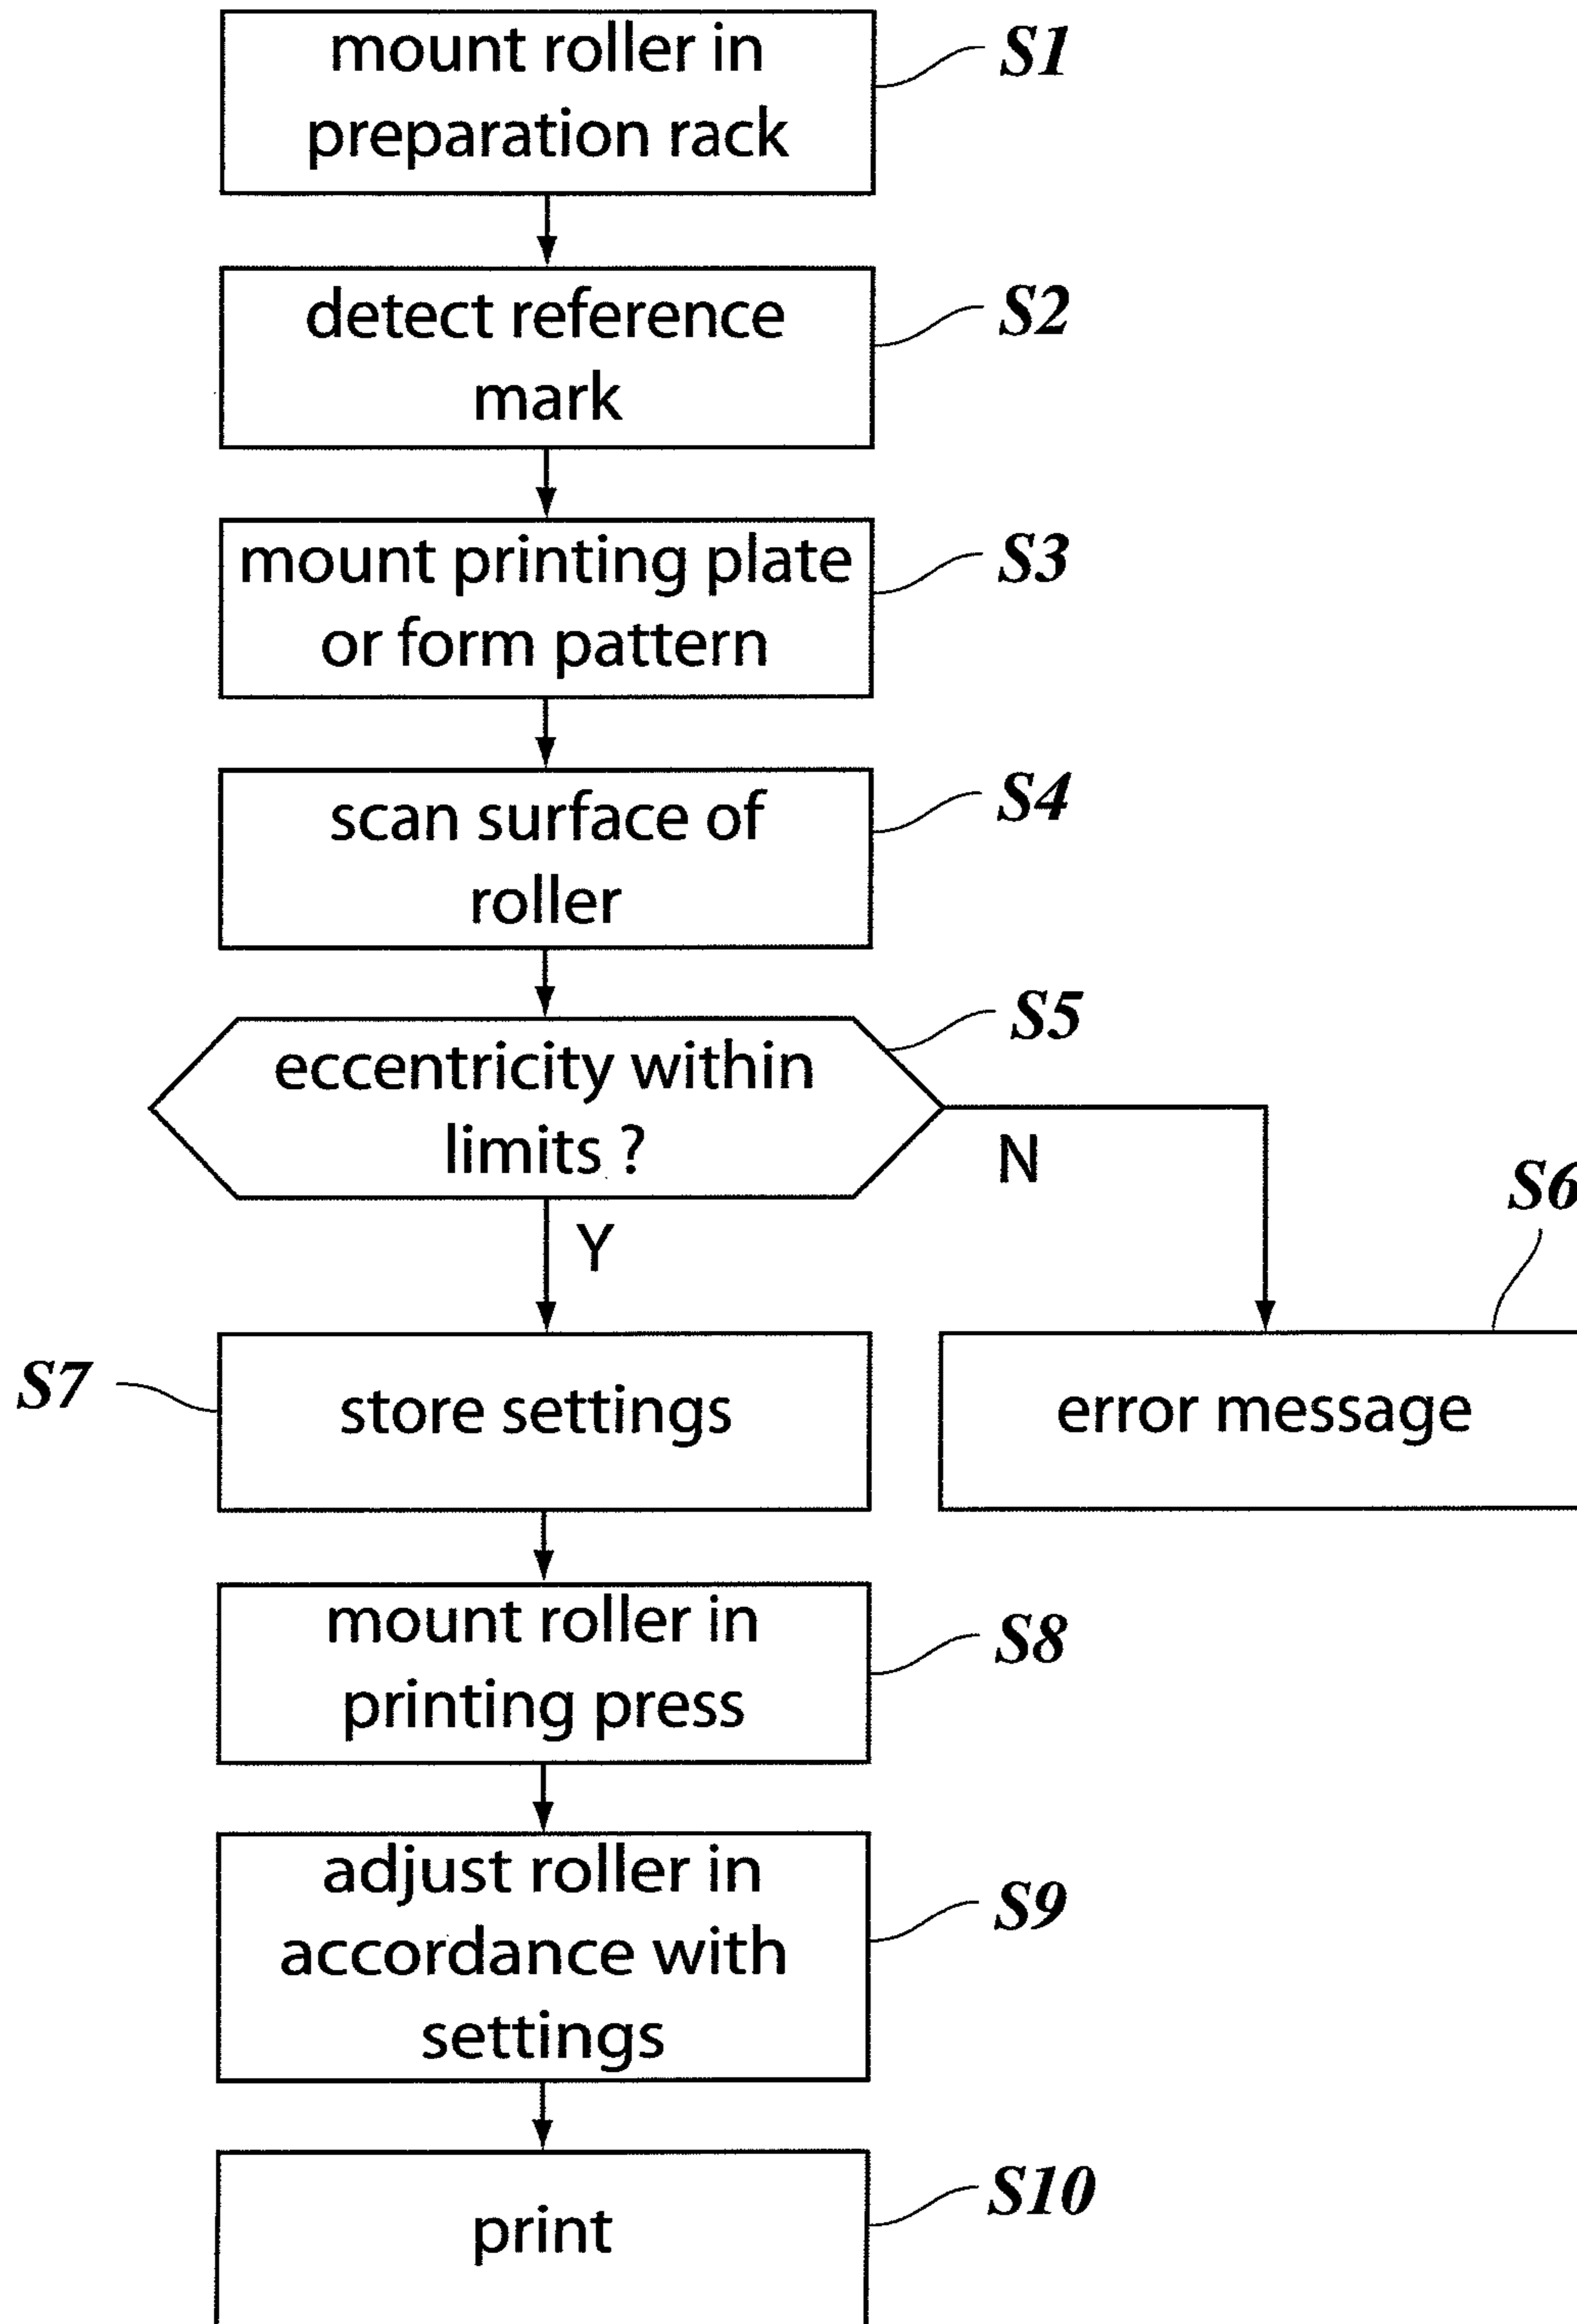 mount roller in
preparation rack
S1
detect reference
mark
S2
mount printing plate
or form pattern
S3
scan surface of
roller
S4
eccentricity within
limits ?
S5
N
Y
S6
error message
S7
store settings
mount roller in
printing press
S8
adjust roller in
accordance with
settings
S9
print
S10